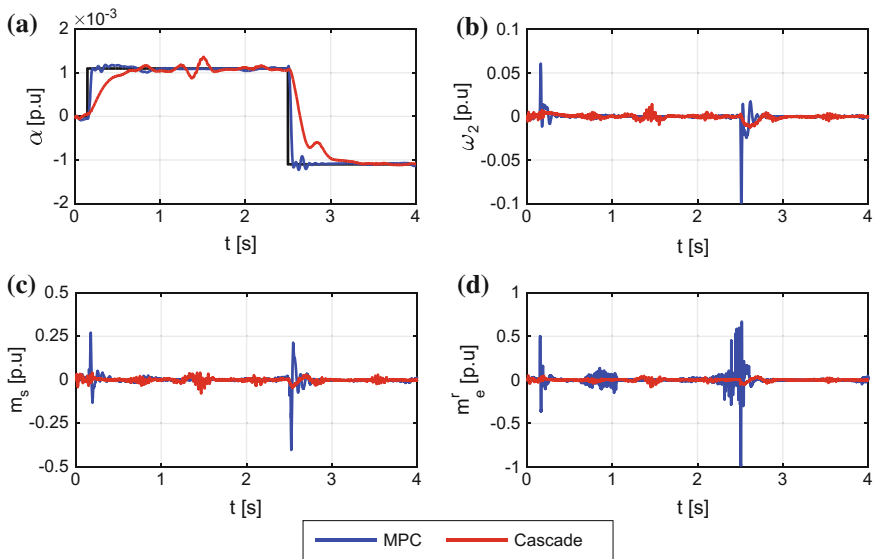 (a)
×10⁻³
2
1
0
-1
-2
α [p.u]
0
1
2
3
4
t [s]
(b)
0.1
0.05
0
-0.05
-0.1
ω₂ [p.u]
0
1
2
3
4
t [s]
(c)
0.5
0.25
0
-0.25
-0.5
mₛ [p.u]
0
1
2
3
4
t [s]
(d)
1
0.5
0
-0.5
-1
mₑʳ [p.u]
0
1
2
3
4
t [s]
MPC
Cascade